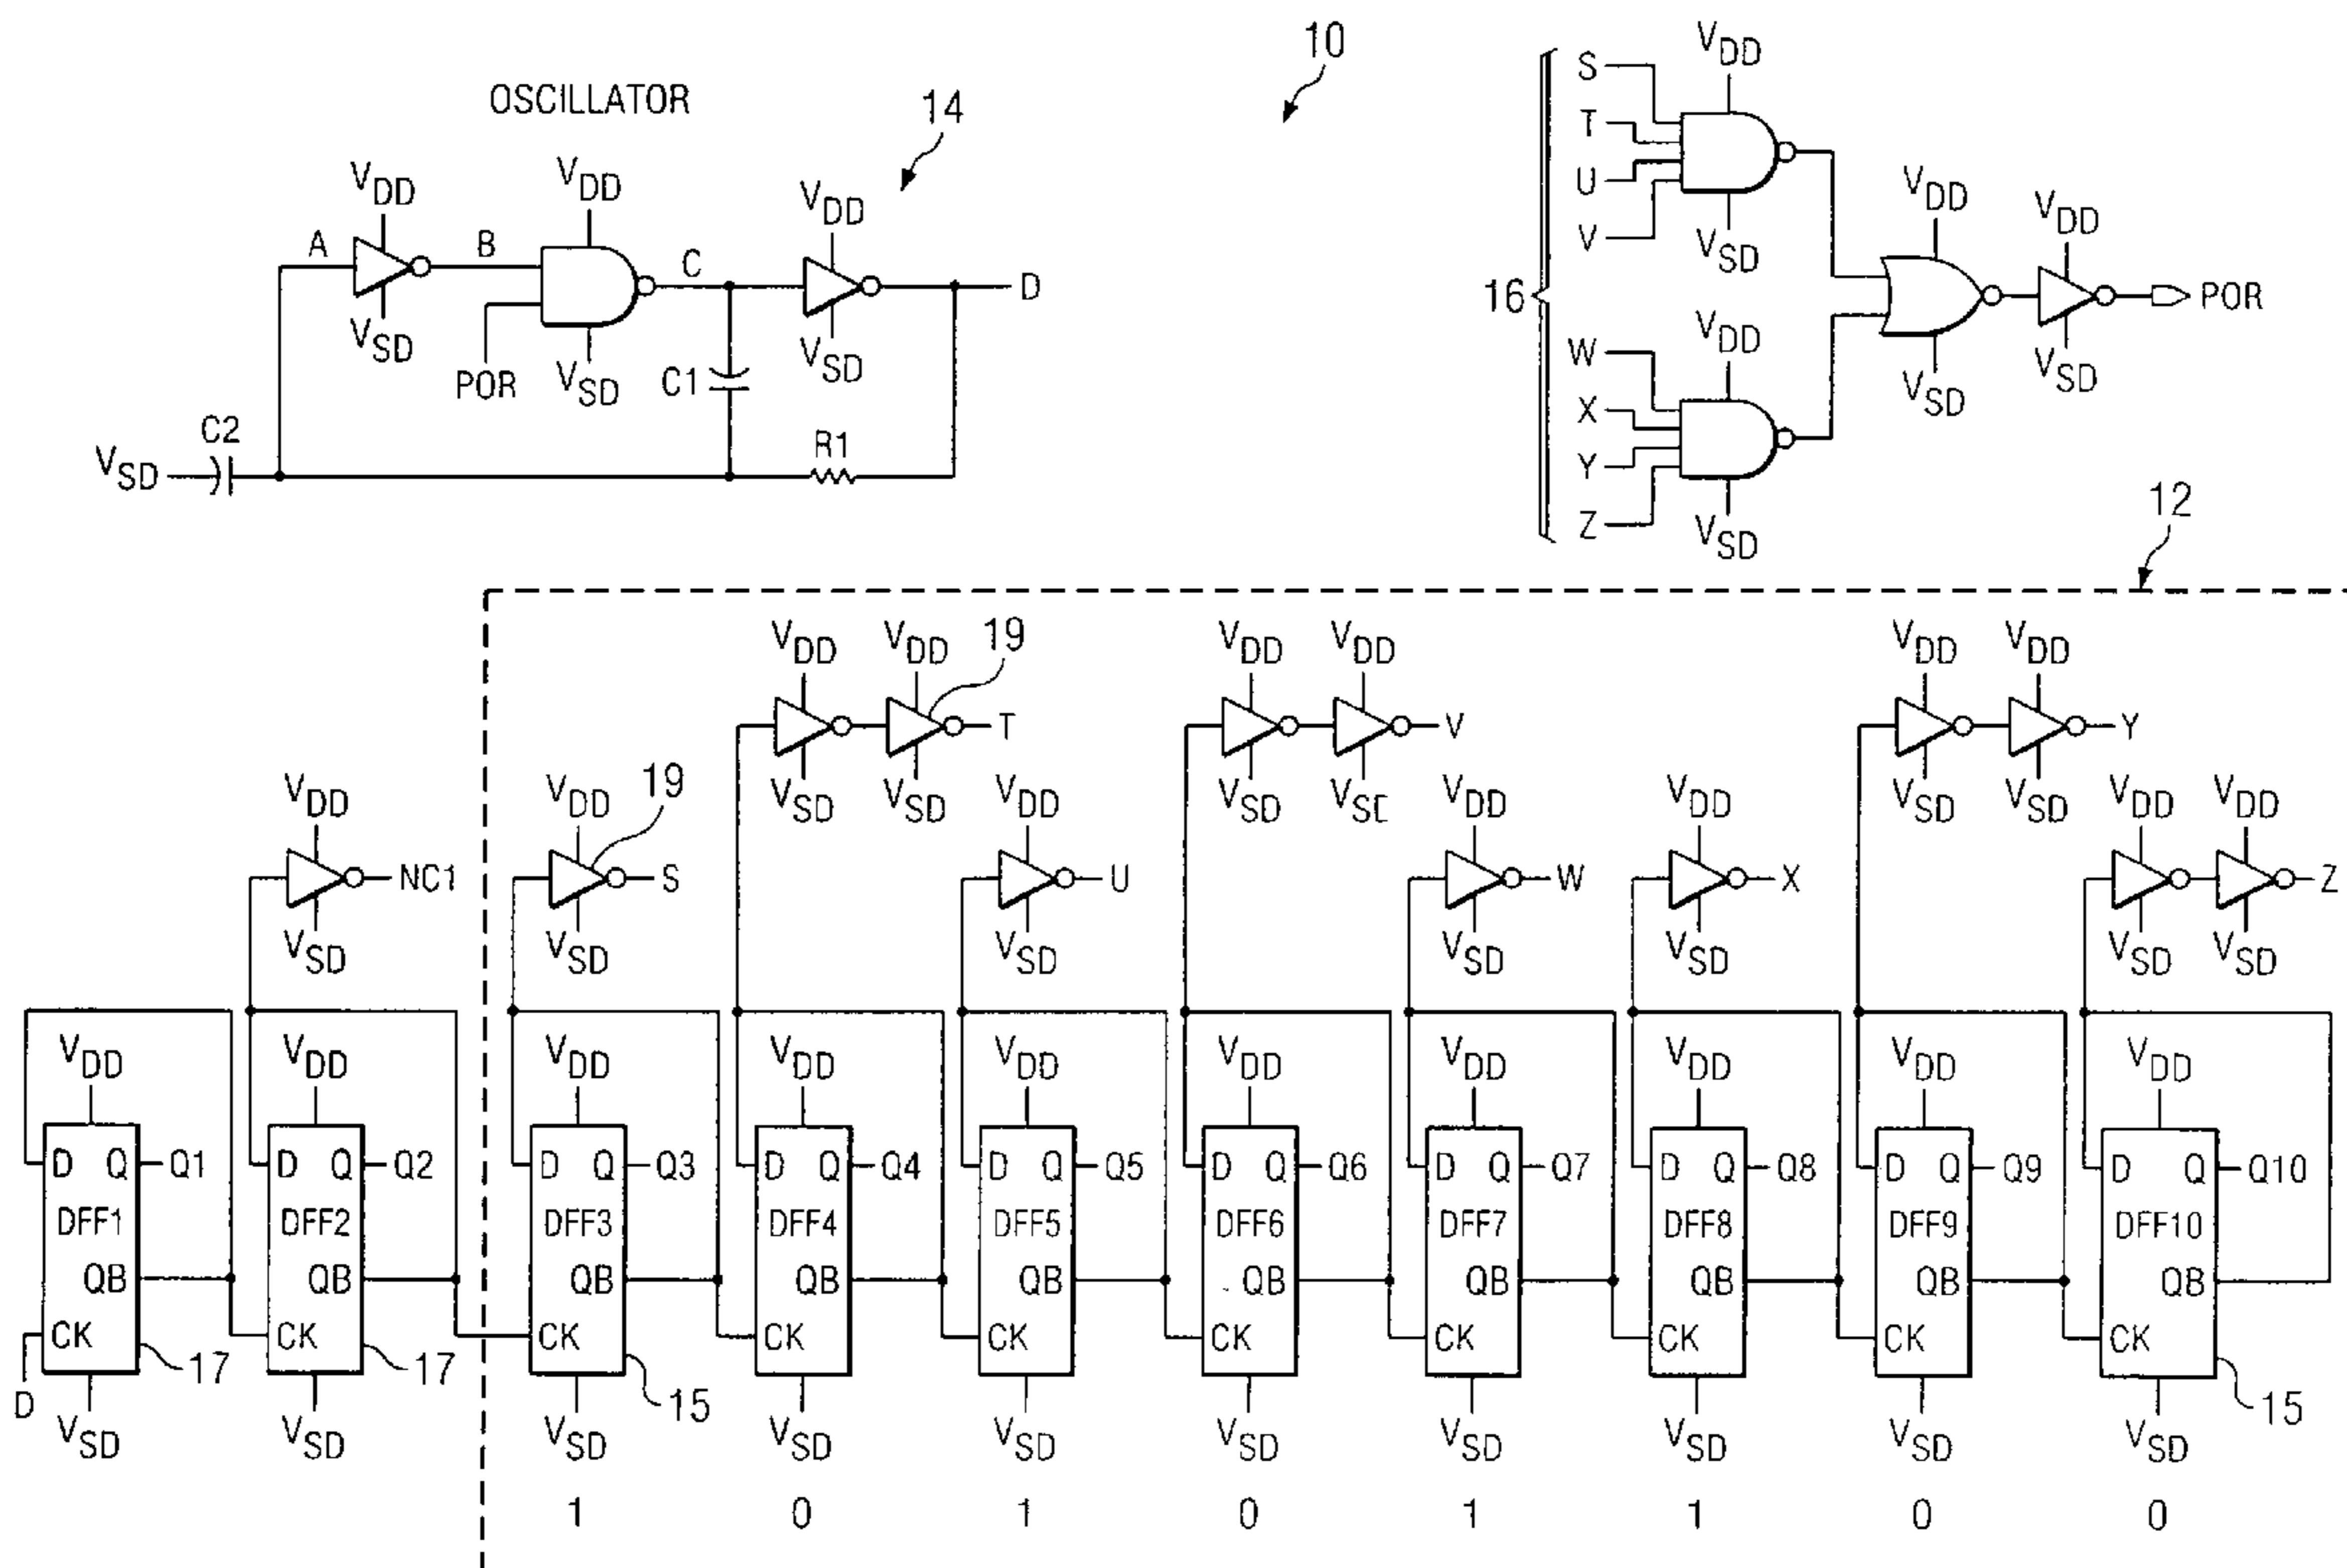 OSCILLATOR
14
A
VDD
VSD
B
VDD
POR
VSD
C
C1
VDD
VSD
D
VSD
C2
R1
10
16
S
T
U
V
VDD
VSD
W
X
Y
Z
VDD
VSD
VDD
VSD
VDD
VSD
POR
12
VDD
VSD
NC1
VDD
VSD
19
S
VDD
VSD
VDD
VSD
19
T
VDD
VSD
U
VDD
VSD
VDD
V
VDD
VSD
W
VDD
VSD
X
VDD
VSD
VDD
VSD
Y
VDD
VSD
VDD
VSD
Z
VDD
D Q Q1
DFF1
QB
CK
D
VSD
17
VDD
D Q Q2
DFF2
QB
CK
VSD
17
VDD
D Q Q3
DFF3
QB
CK
VSD
15
VDD
D Q Q4
DFF4
QB
CK
VSD
VDD
D Q Q5
DFF5
QB
CK
VSD
VDD
D Q Q6
DFF6
QB
CK
VSD
VDD
D Q Q7
DFF7
QB
CK
VSD
VDD
D Q Q8
DFF8
QB
CK
VSD
VDD
D Q Q9
DFF9
QB
CK
VSD
VDD
D Q Q10
DFF10
QB
CK
VSD
15
1 0 1 0 1 1 0 0